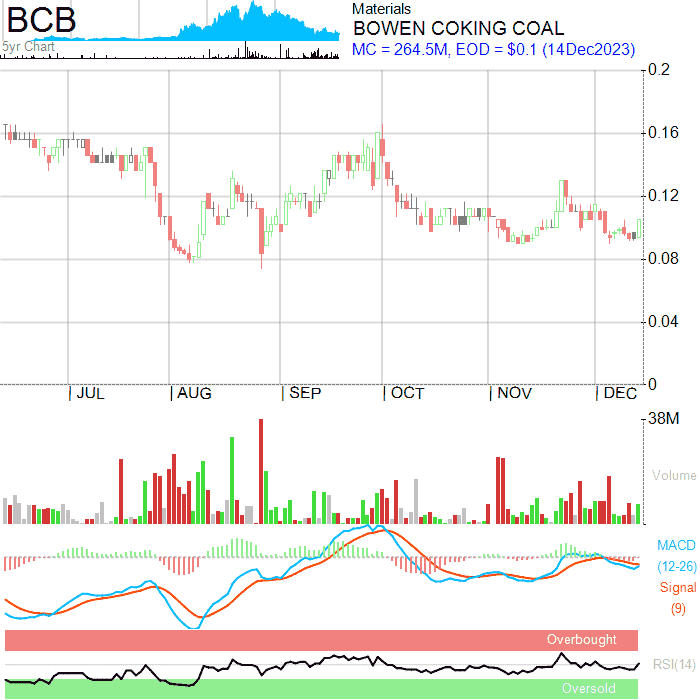 BCB
5yr Chart
Materials
BOWEN COKING COAL
MC = 264.5M, EOD = $0.1 (14Dec2023)
0.2
0.16
0.12
0.08
0.04
0
JUL AUG SEP OCT NOV DEC
38M
Volume
MACD
(12-26)
Signal
(9)
Overbought
RSI(14)
Oversold